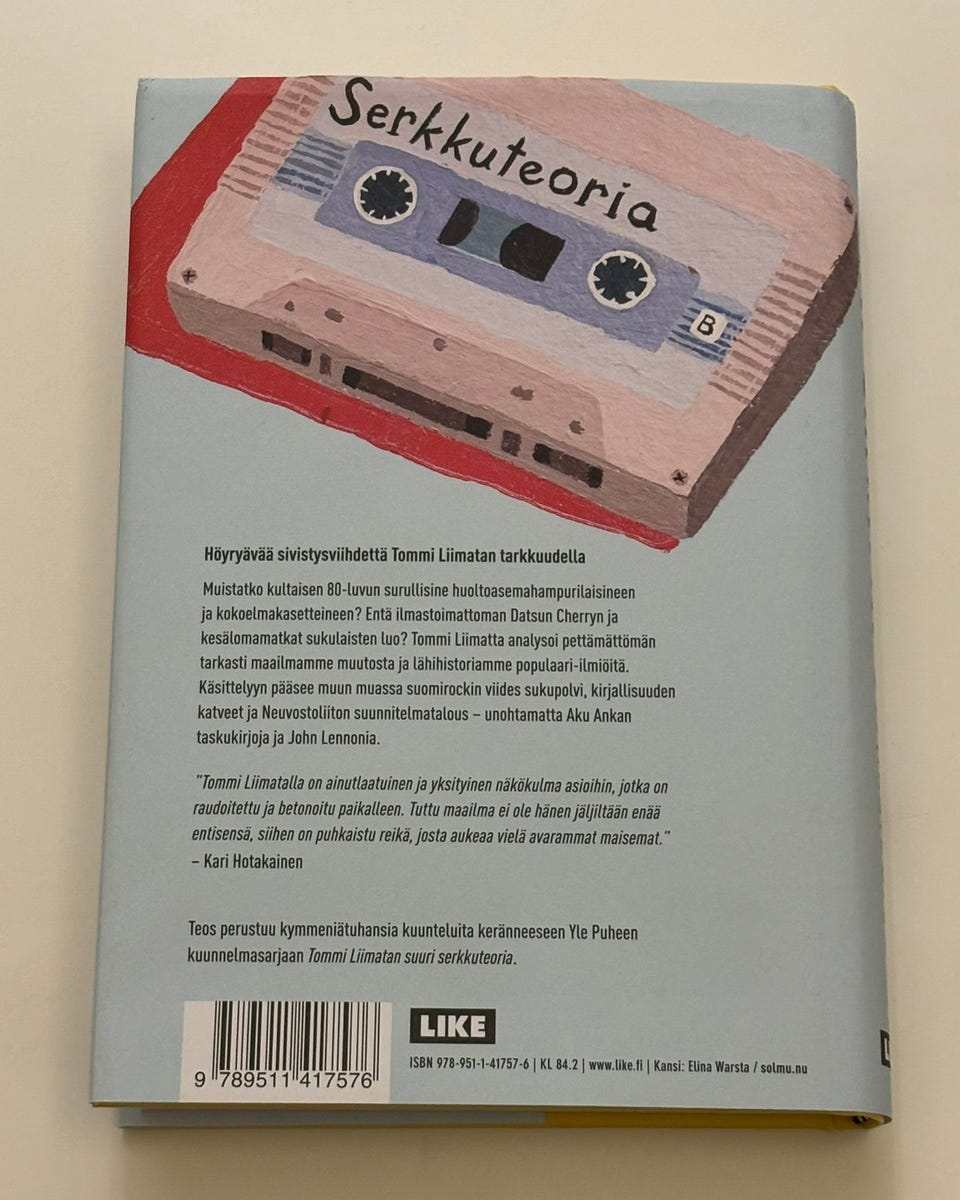 Serkkuteoria
B
Höyryävää sivistysviihdettä Tommi Liimatan tarkkuudella
Muistatko kultaisen 80-luvun surullisine huoltoasemahampurilaisineen
ja kokoelmakasetteineen? Entä ilmastoimattoman Datsun Cherryn ja
kesälomamatkat sukulaisten luo? Tommi Liimatta analysoi pettämättömän
tarkasti maailmamme muutosta ja lähihistoriamme populaari-ilmiöitä.
Käsittelyyn pääsee muun muassa suomirockin viides sukupolvi, kirjallisuuden
katveet ja Neuvostoliiton suunnitelmatalous – unohtamatta Aku Ankan
taskukirjoja ja John Lennonia.
”Tommi Liimatalla on ainutlaatuinen ja yksityinen näkökulma asioihin, jotka on
raudoitettu ja betonoitu paikalleen. Tuttu maailma ei ole hänen jäljiltään enää
entisensä, siihen on puhkaistu reikä, josta aukeaa vielä avarammat maisemat.”
– Kari Hotakainen
Teos perustuu kymmeniätuhansia kuunteluita keränneeseen Yle Puheen
kuunnelmasarjaan Tommi Liimatan suuri serkkuteoria.
LIKE
ISBN 978-951-1-41757-6 | KL 84.2 | www.like.fi | Kansi: Elina Warsta / solmu.nu
9 789511 417576